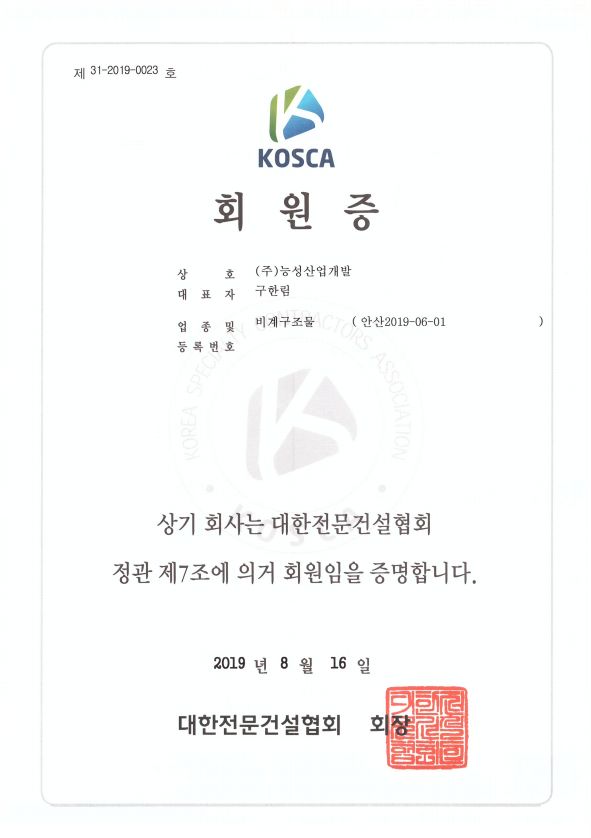 제 31-2019-0023 호
KOSCA
회 원 증
상 호 (주)능성산업개발
대 표 자 구한림
업 종 및 비계구조물 ( 안산2019-06-01 )
등록번호
KOREA SPECIALTY CONTRACTORS ASSOCIATION
KOSCA
상기 회사는 대한전문건설협회
정관 제7조에 의거 회원임을 증명합니다.
2019 년 8 월 16 일
대한전문건설협회 회장